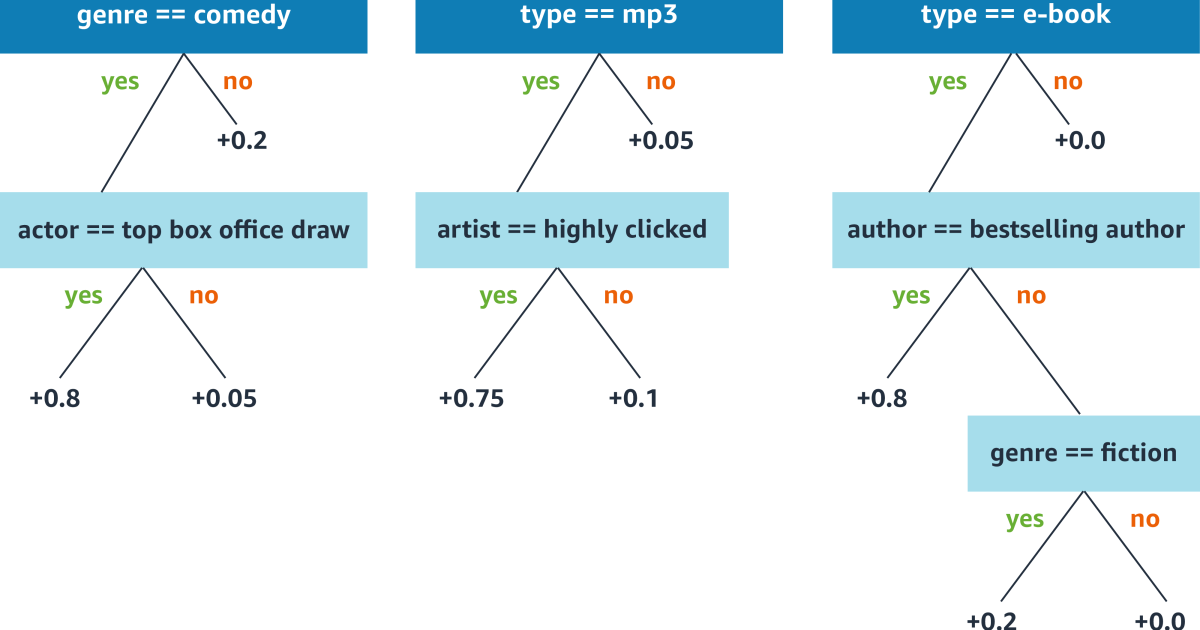 genre == comedy
yes
no
+0.2
actor == top box office draw
yes
no
+0.8
+0.05
type == mp3
yes
no
+0.05
artist == highly clicked
yes
no
+0.75
+0.1
type == e-book
yes
no
+0.0
author == bestselling author
yes
no
+0.8
genre == fiction
yes
no
+0.2
+0.0